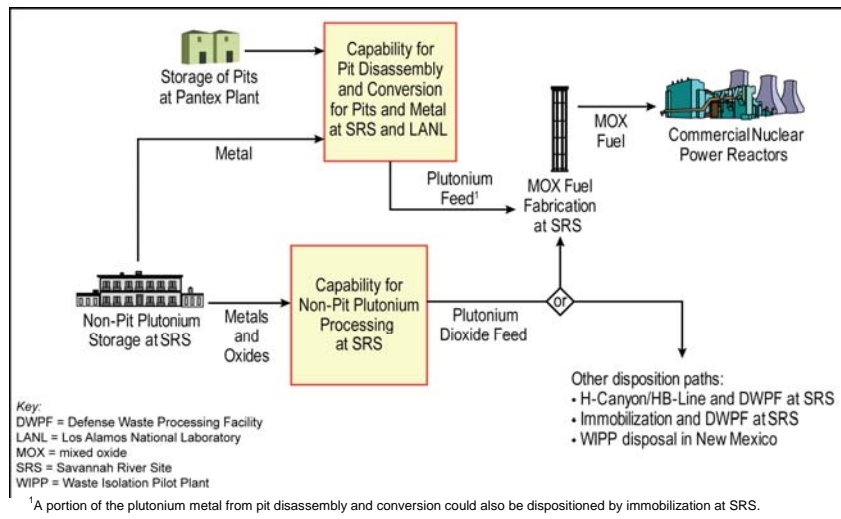 Storage of Pits
at Pantex Plant
Capability for
Pit Disassembly
and Conversion
for Pits and Metal
at SRS and LANL
Metal
MOX
Fuel
Commercial Nuclear
Power Reactors
Plutonium
Feed1
MOX Fuel
Fabrication
at SRS
Non-Pit Plutonium
Storage at SRS
Metals
and
Oxides
Capability for
Non-Pit Plutonium
Processing
at SRS
Plutonium
Dioxide Feed
or
Other disposition paths:
• H-Canyon/HB-Line and DWPF at SRS
• Immobilization and DWPF at SRS
• WIPP disposal in New Mexico
Key:
DWPF = Defense Waste Processing Facility
LANL = Los Alamos National Laboratory
MOX = mixed oxide
SRS = Savannah River Site
WIPP = Waste Isolation Pilot Plant
1A portion of the plutonium metal from pit disassembly and conversion could also be dispositioned by immobilization at SRS.